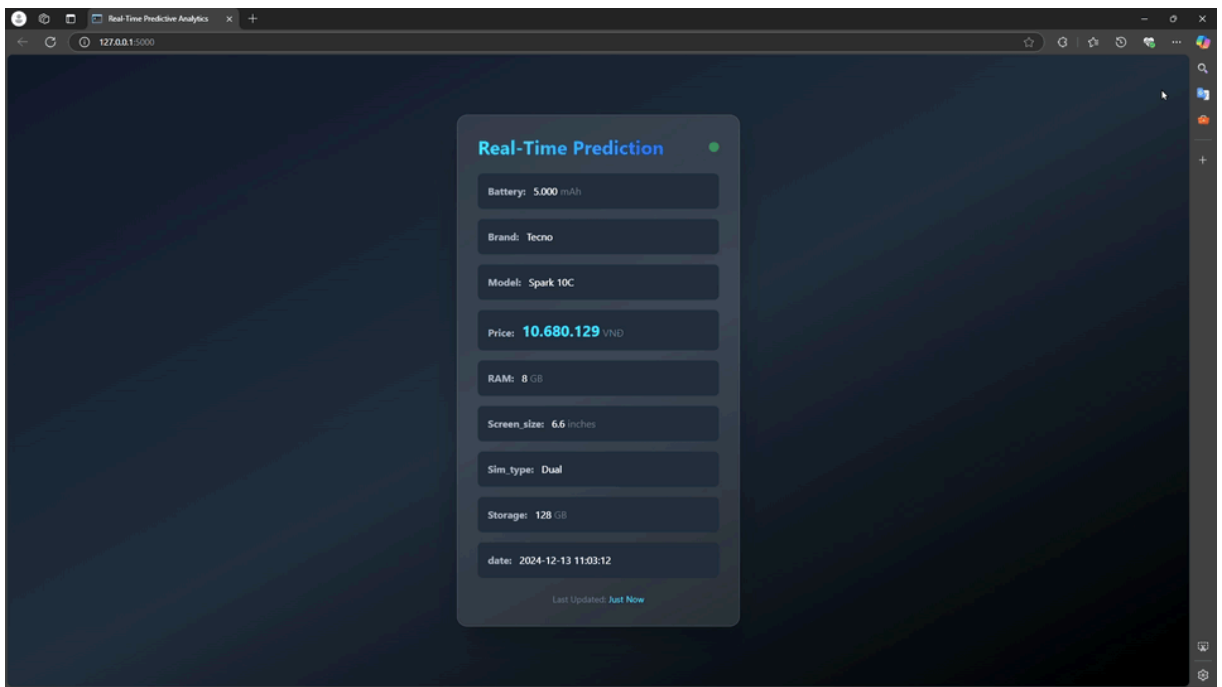 Real-Time Predictive Analytics
127.0.0.1:5000
Real-Time Prediction
Battery: 5.000 mAh
Brand: Tecno
Model: Spark 10C
Price: 10.680.129 VNĐ
RAM: 8 GB
Screen_size: 6.6 inches
Sim_type: Dual
Storage: 128 GB
date: 2024-12-13 11:03:12
Last Updated: Just Now